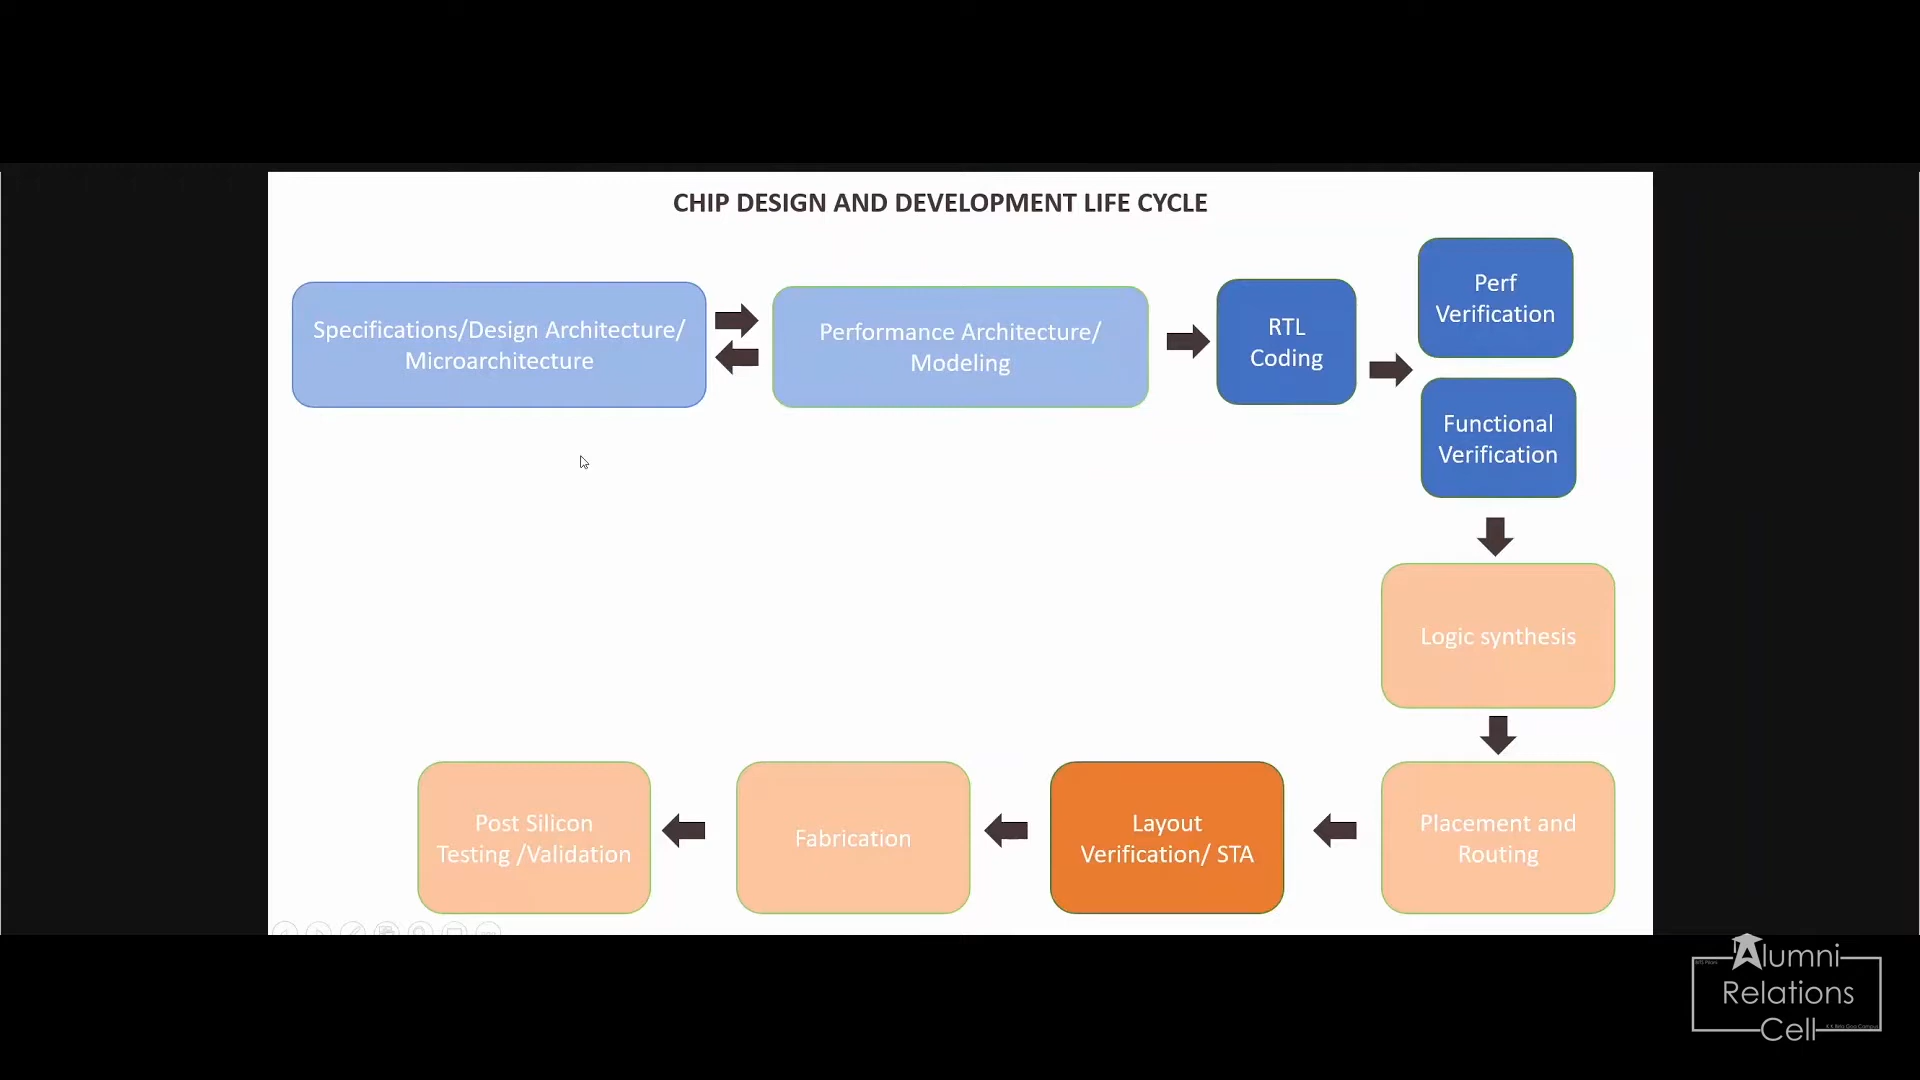 CHIP DESIGN AND DEVELOPMENT LIFE CYCLE
Specifications/Design Architecture/
Microarchitecture
Performance Architecture/
Modeling
RTL
Coding
Perf
Verification
Functional
Verification
Logic synthesis
Placement and
Routing
Layout
Verification/ STA
Fabrication
Post Silicon
Testing /Validation
Alumni
Relations
Cell